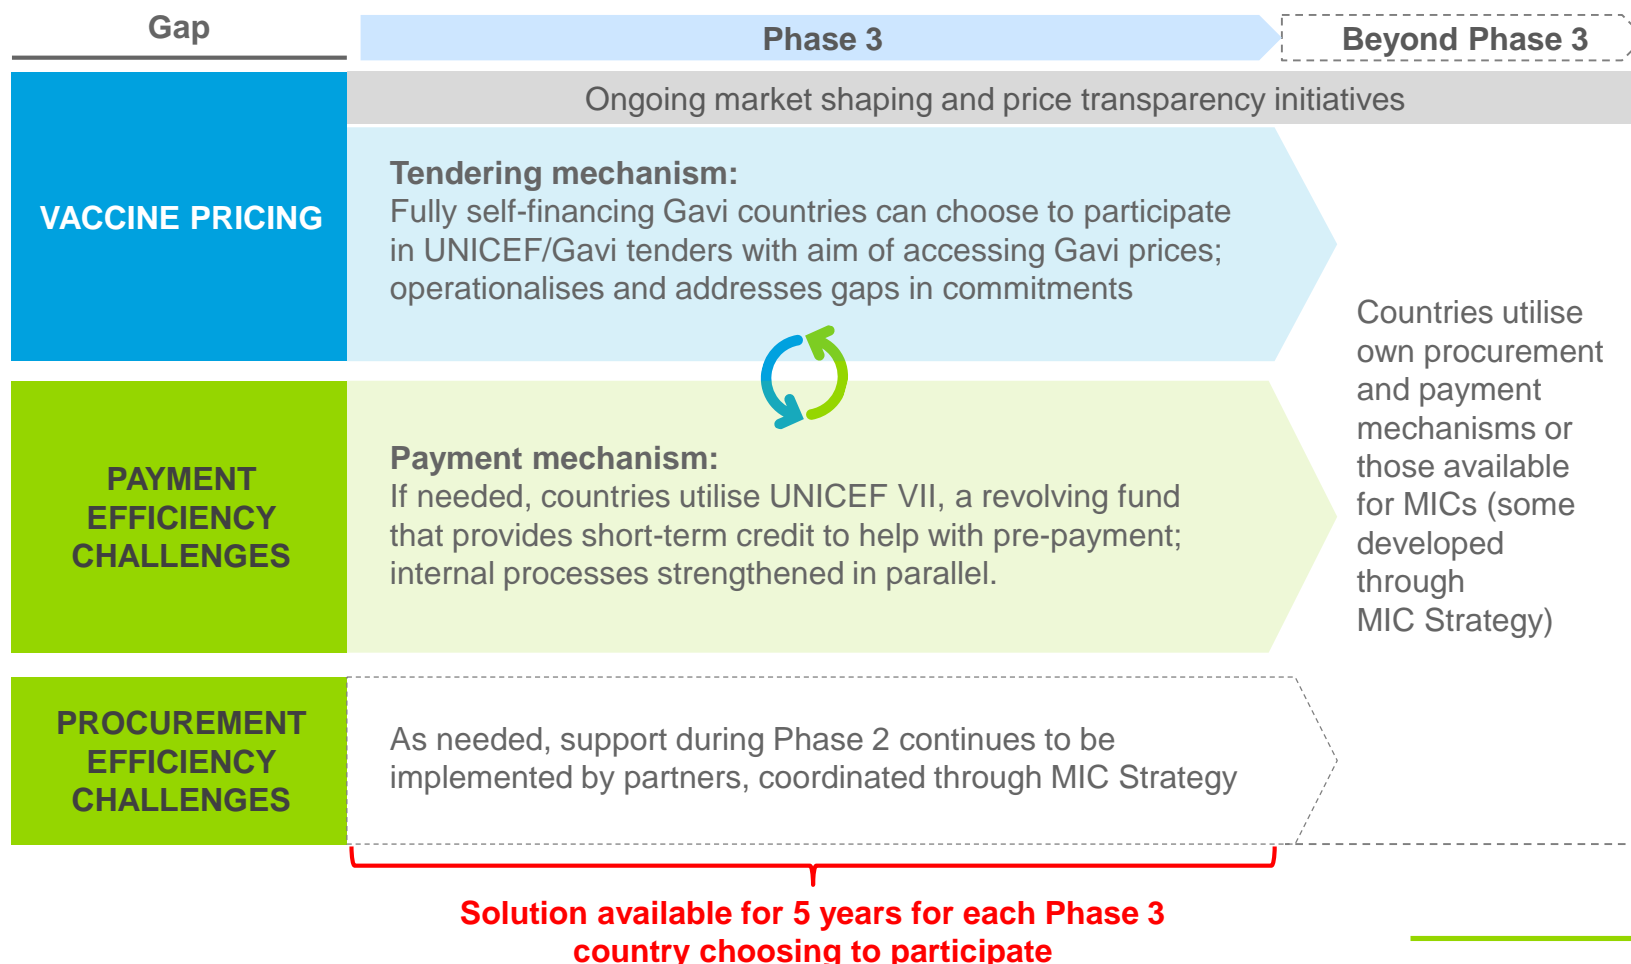 Gap
Phase 3
Beyond Phase 3
Ongoing market shaping and price transparency initiatives
VACCINE PRICING
Tendering mechanism:
Fully self-financing Gavi countries can choose to participate
in UNICEF/Gavi tenders with aim of accessing Gavi prices;
operationalises and addresses gaps in commitments
PAYMENT
EFFICIENCY
CHALLENGES
Payment mechanism:
If needed, countries utilise UNICEF VII, a revolving fund
that provides short-term credit to help with pre-payment;
internal processes strengthened in parallel.
Countries utilise
own procurement
and payment
mechanisms or
those available
for MICs (some
developed
through
MIC Strategy)
PROCUREMENT
EFFICIENCY
CHALLENGES
As needed, support during Phase 2 continues to be
implemented by partners, coordinated through MIC Strategy
Solution available for 5 years for each Phase 3
country choosing to participate